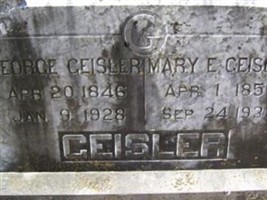 G
EORGE GEISLER MARY E. GEIS
APR 20, 1846 APR 1, 185
JAN 9, 1928 SEP 24, 193
GEISLER